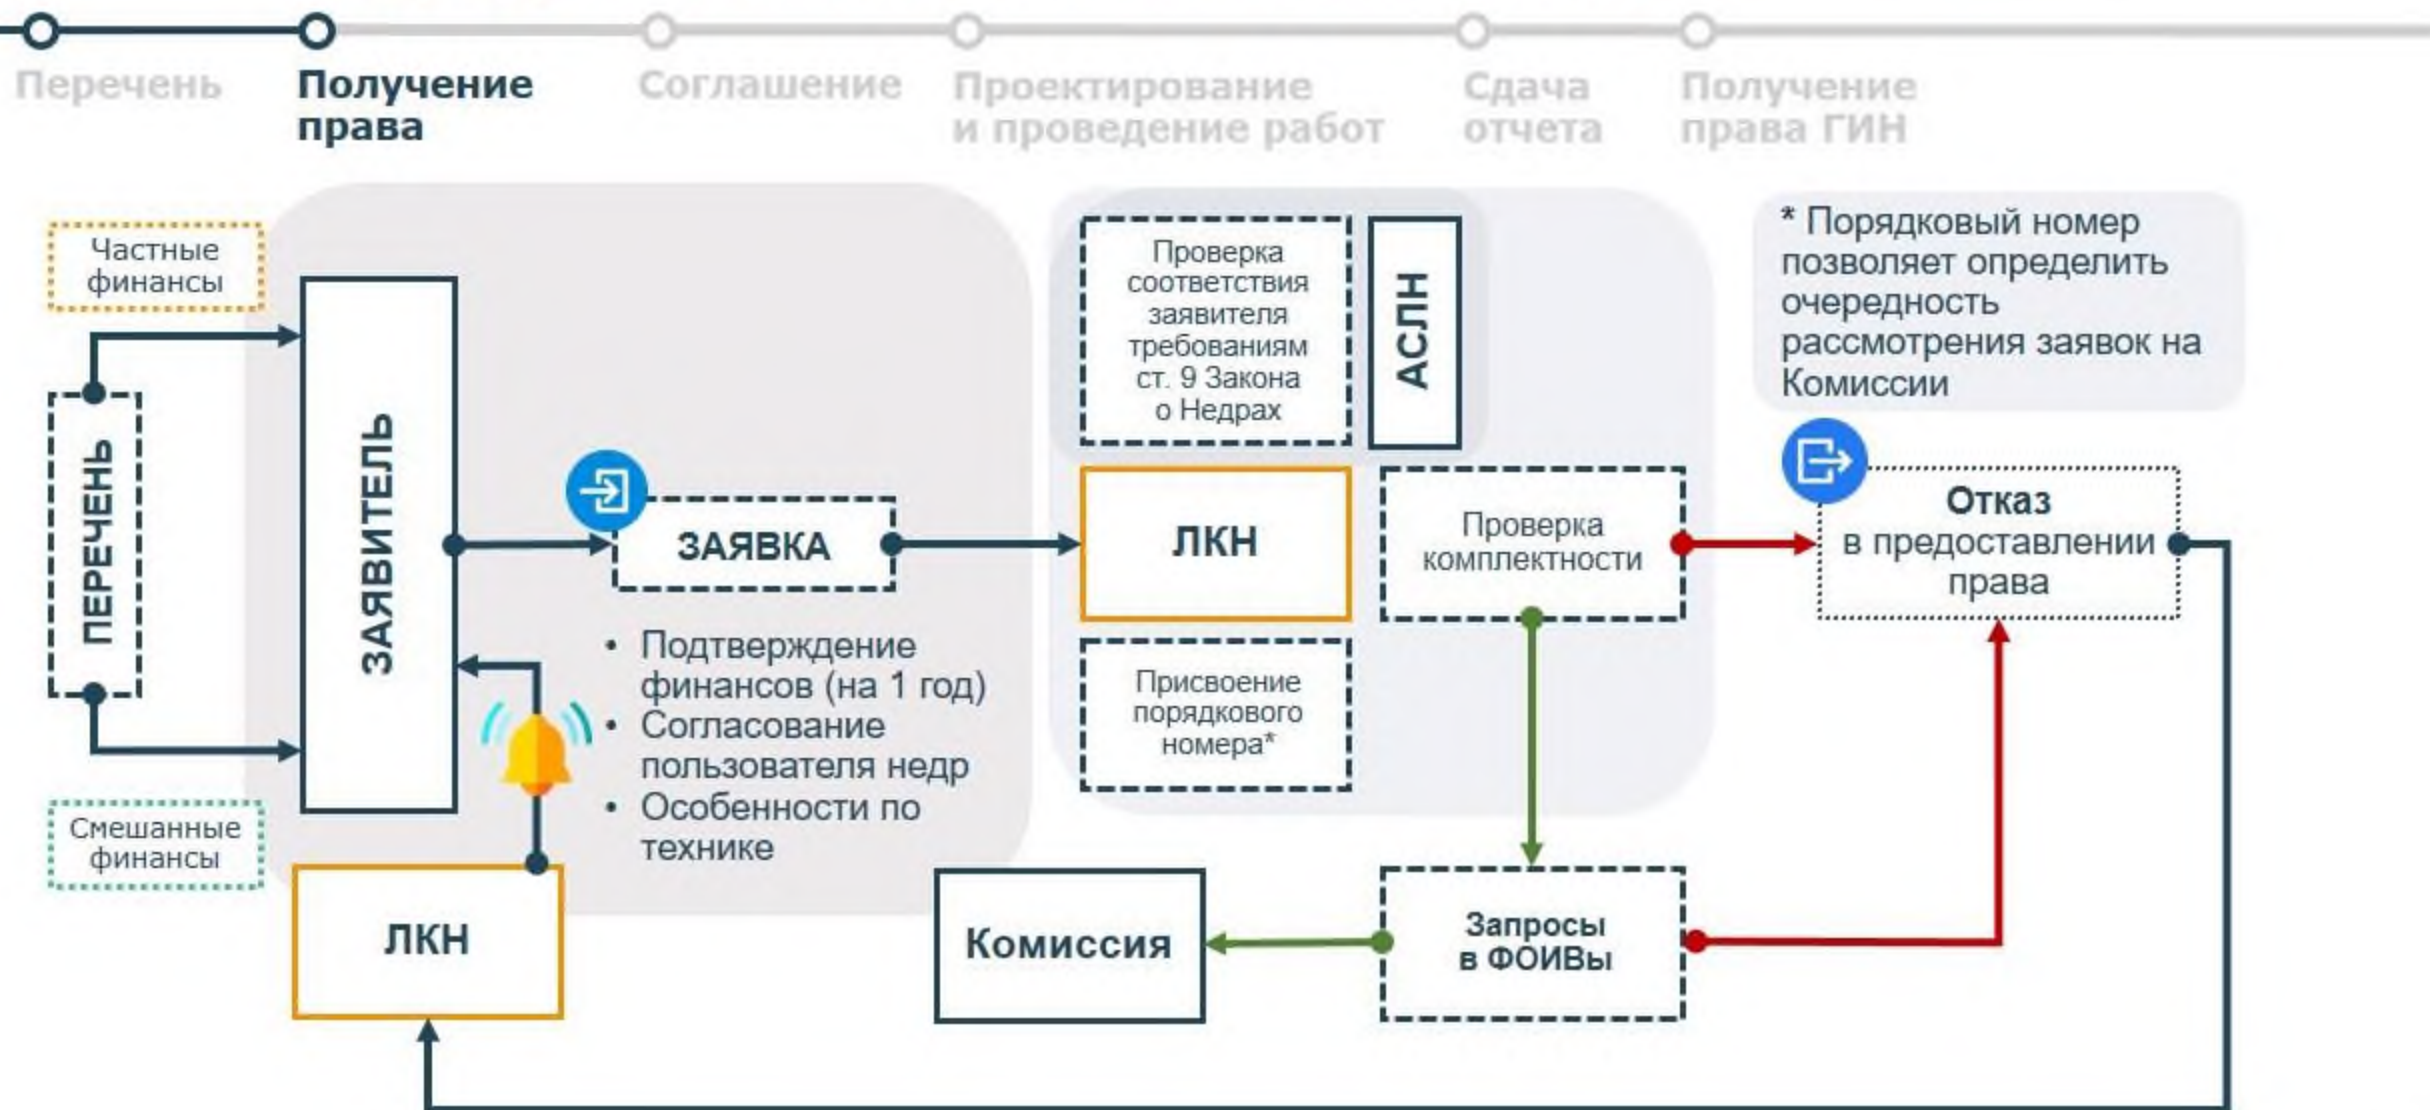 Перечень
Получение
права
Соглашение
Проектирование
и проведение работ
Сдача
отчета
Получение
права ГИН
Частные
финансы
ПЕРЕЧЕНЬ
Смешанные
финансы
ЗАЯВИТЕЛЬ
ЗАЯВКА
• Подтверждение
финансов (на 1 год)
• Согласование
пользователя недр
• Особенности по
технике
ЛКН
Проверка
соответствия
заявителя
требованиям
ст. 9 Закона
о Недрах
АСЛН
ЛКН
Проверка
комплектности
Присвоение
порядкового
номера*
* Порядковый номер
позволяет определить
очередность
рассмотрения заявок на
Комиссии
Отказ
в предоставлении
права
Комиссия
Запросы
в ФОИВы